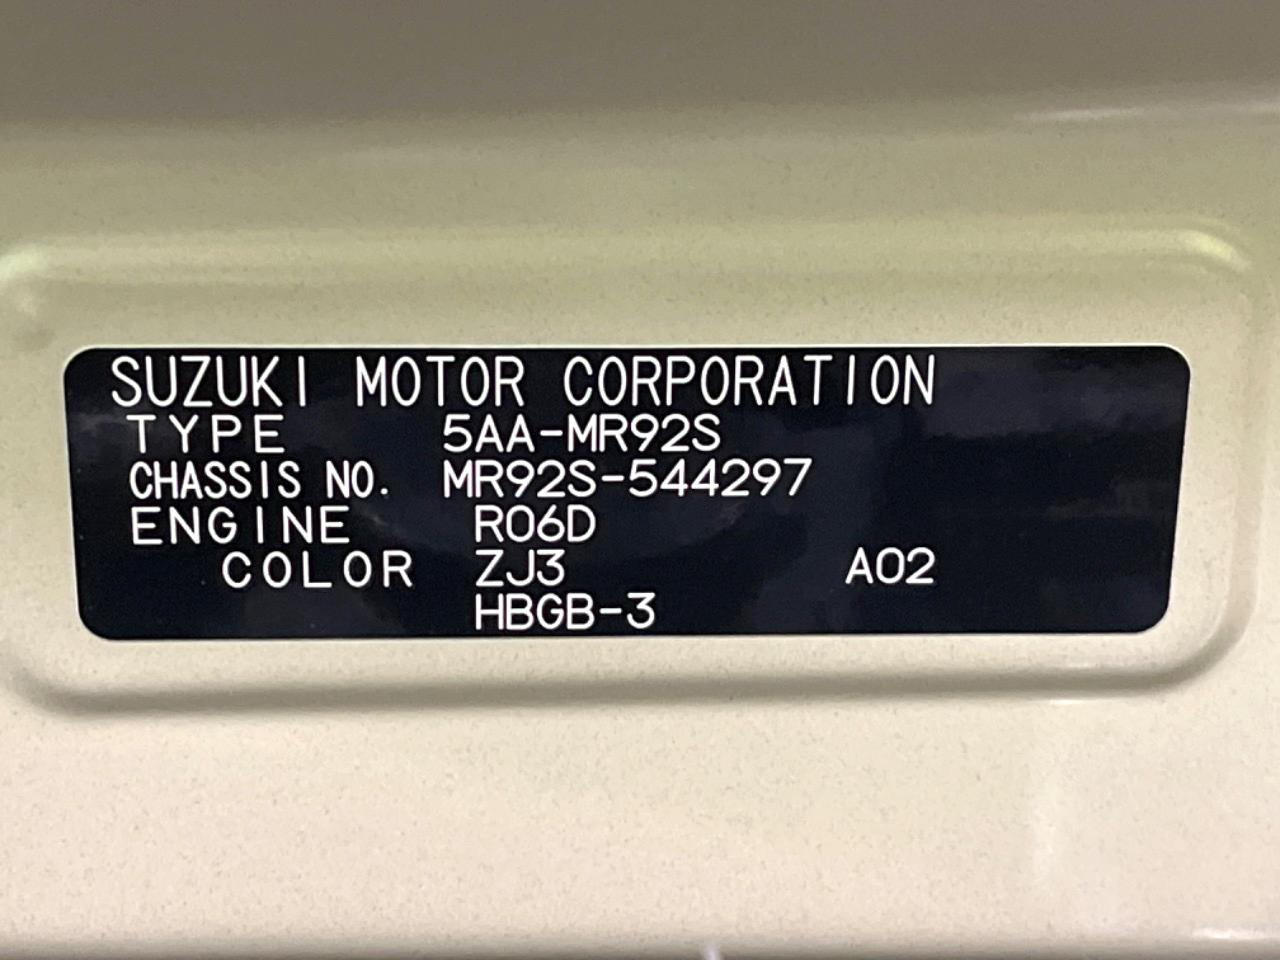 SUZUKI MOTOR CORPORATION
TYPE 5AA-MR92S
CHASSIS NO. MR92S-544297
ENGINE R06D
COLOR ZJ3 A02
HBGB-3